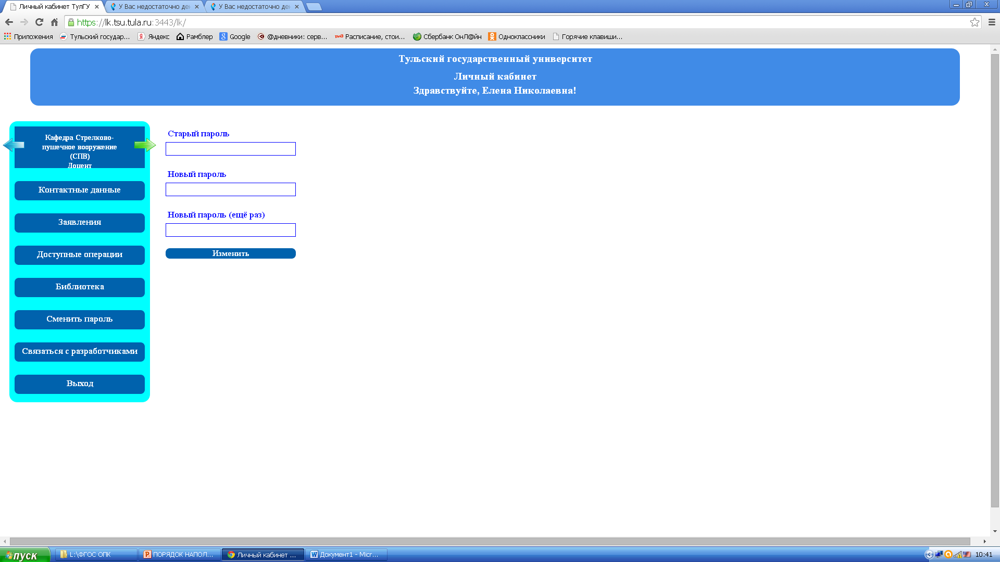 Личный кабинет ТулГУ
У Вас недостаточно ден
У Вас недостаточно ден
https://lk.tsu.tula.ru:3443/lk/
Приложения
Тульский государ...
Яндекс
Рамблер
Google
@дневники: серв...
Расписание, стои...
Сбербанк ОнЛ@йн
Одноклассники
Горячие клавиши...
Тульский государственный университет
Личный кабинет
Здравствуйте, Елена Николаевна!
Кафедра Стрелково-
пушечное вооружение
(СПВ)
Доцент
Контактные данные
Заявления
Доступные операции
Библиотека
Сменить пароль
Связаться с разработчиками
Выход
Старый пароль
Новый пароль
Новый пароль (ещё раз)
Изменить
пуск
L:\ФГОС ОПК
ПОРЯДОК НАПОЛ...
Личный кабинет ...
Документ1 - Micr...
10:41